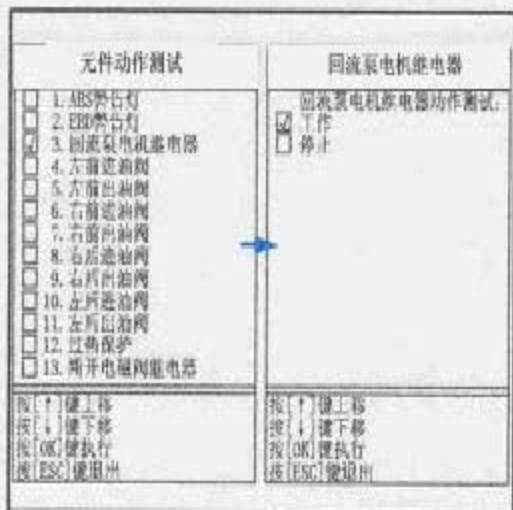 元件动作测试
1. ABS警告灯
2. EBD警告灯
3. 回流泵电机继电器
4. 左前进油阀
5. 左前出油阀
6. 右前进油阀
7. 右前出油阀
8. 右后进油阀
9. 右后出油阀
10. 左后进油阀
11. 左后出油阀
12. 过热保护
13. 断开电磁阀继电器
按[↑]键上移
按[↓]键下移
按[OK]键执行
按[ESC]键退出
回流泵电机继电器
回流泵电机继电器动作测试:
工作
停止
按[↑]键上移
按[↓]键下移
按[OK]键执行
按[ESC]键退出